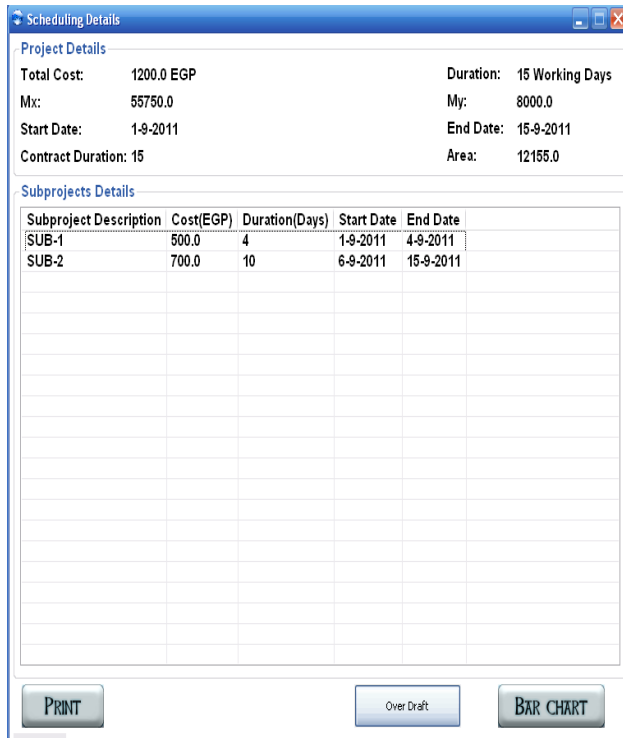 Scheduling Details
Project Details
Total Cost: 1200.0 EGP Duration: 15 Working Days
Mx: 55750.0 My: 8000.0
Start Date: 1-9-2011 End Date: 15-9-2011
Contract Duration: 15 Area: 12155.0
Subprojects Details
Subproject Description Cost(EGP) Duration(Days) Start Date End Date
SUB-1 500.0 4 1-9-2011 4-9-2011
SUB-2 700.0 10 6-9-2011 15-9-2011
PRINT Over Draft BAR CHART